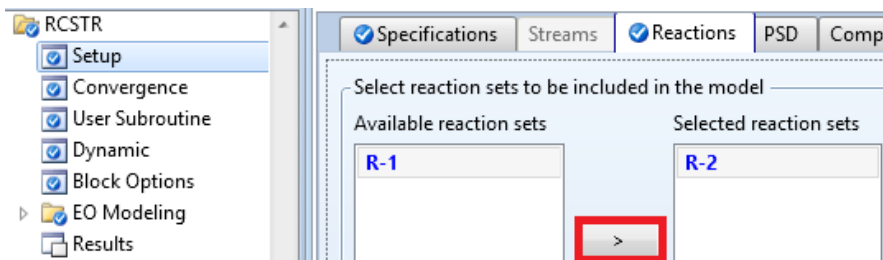 RCSTR
Setup
Convergence
User Subroutine
Dynamic
Block Options
EO Modeling
Results
Specifications Streams Reactions PSD Comp
Select reaction sets to be included in the model
Available reaction sets Selected reaction sets
R-1 R-2
>